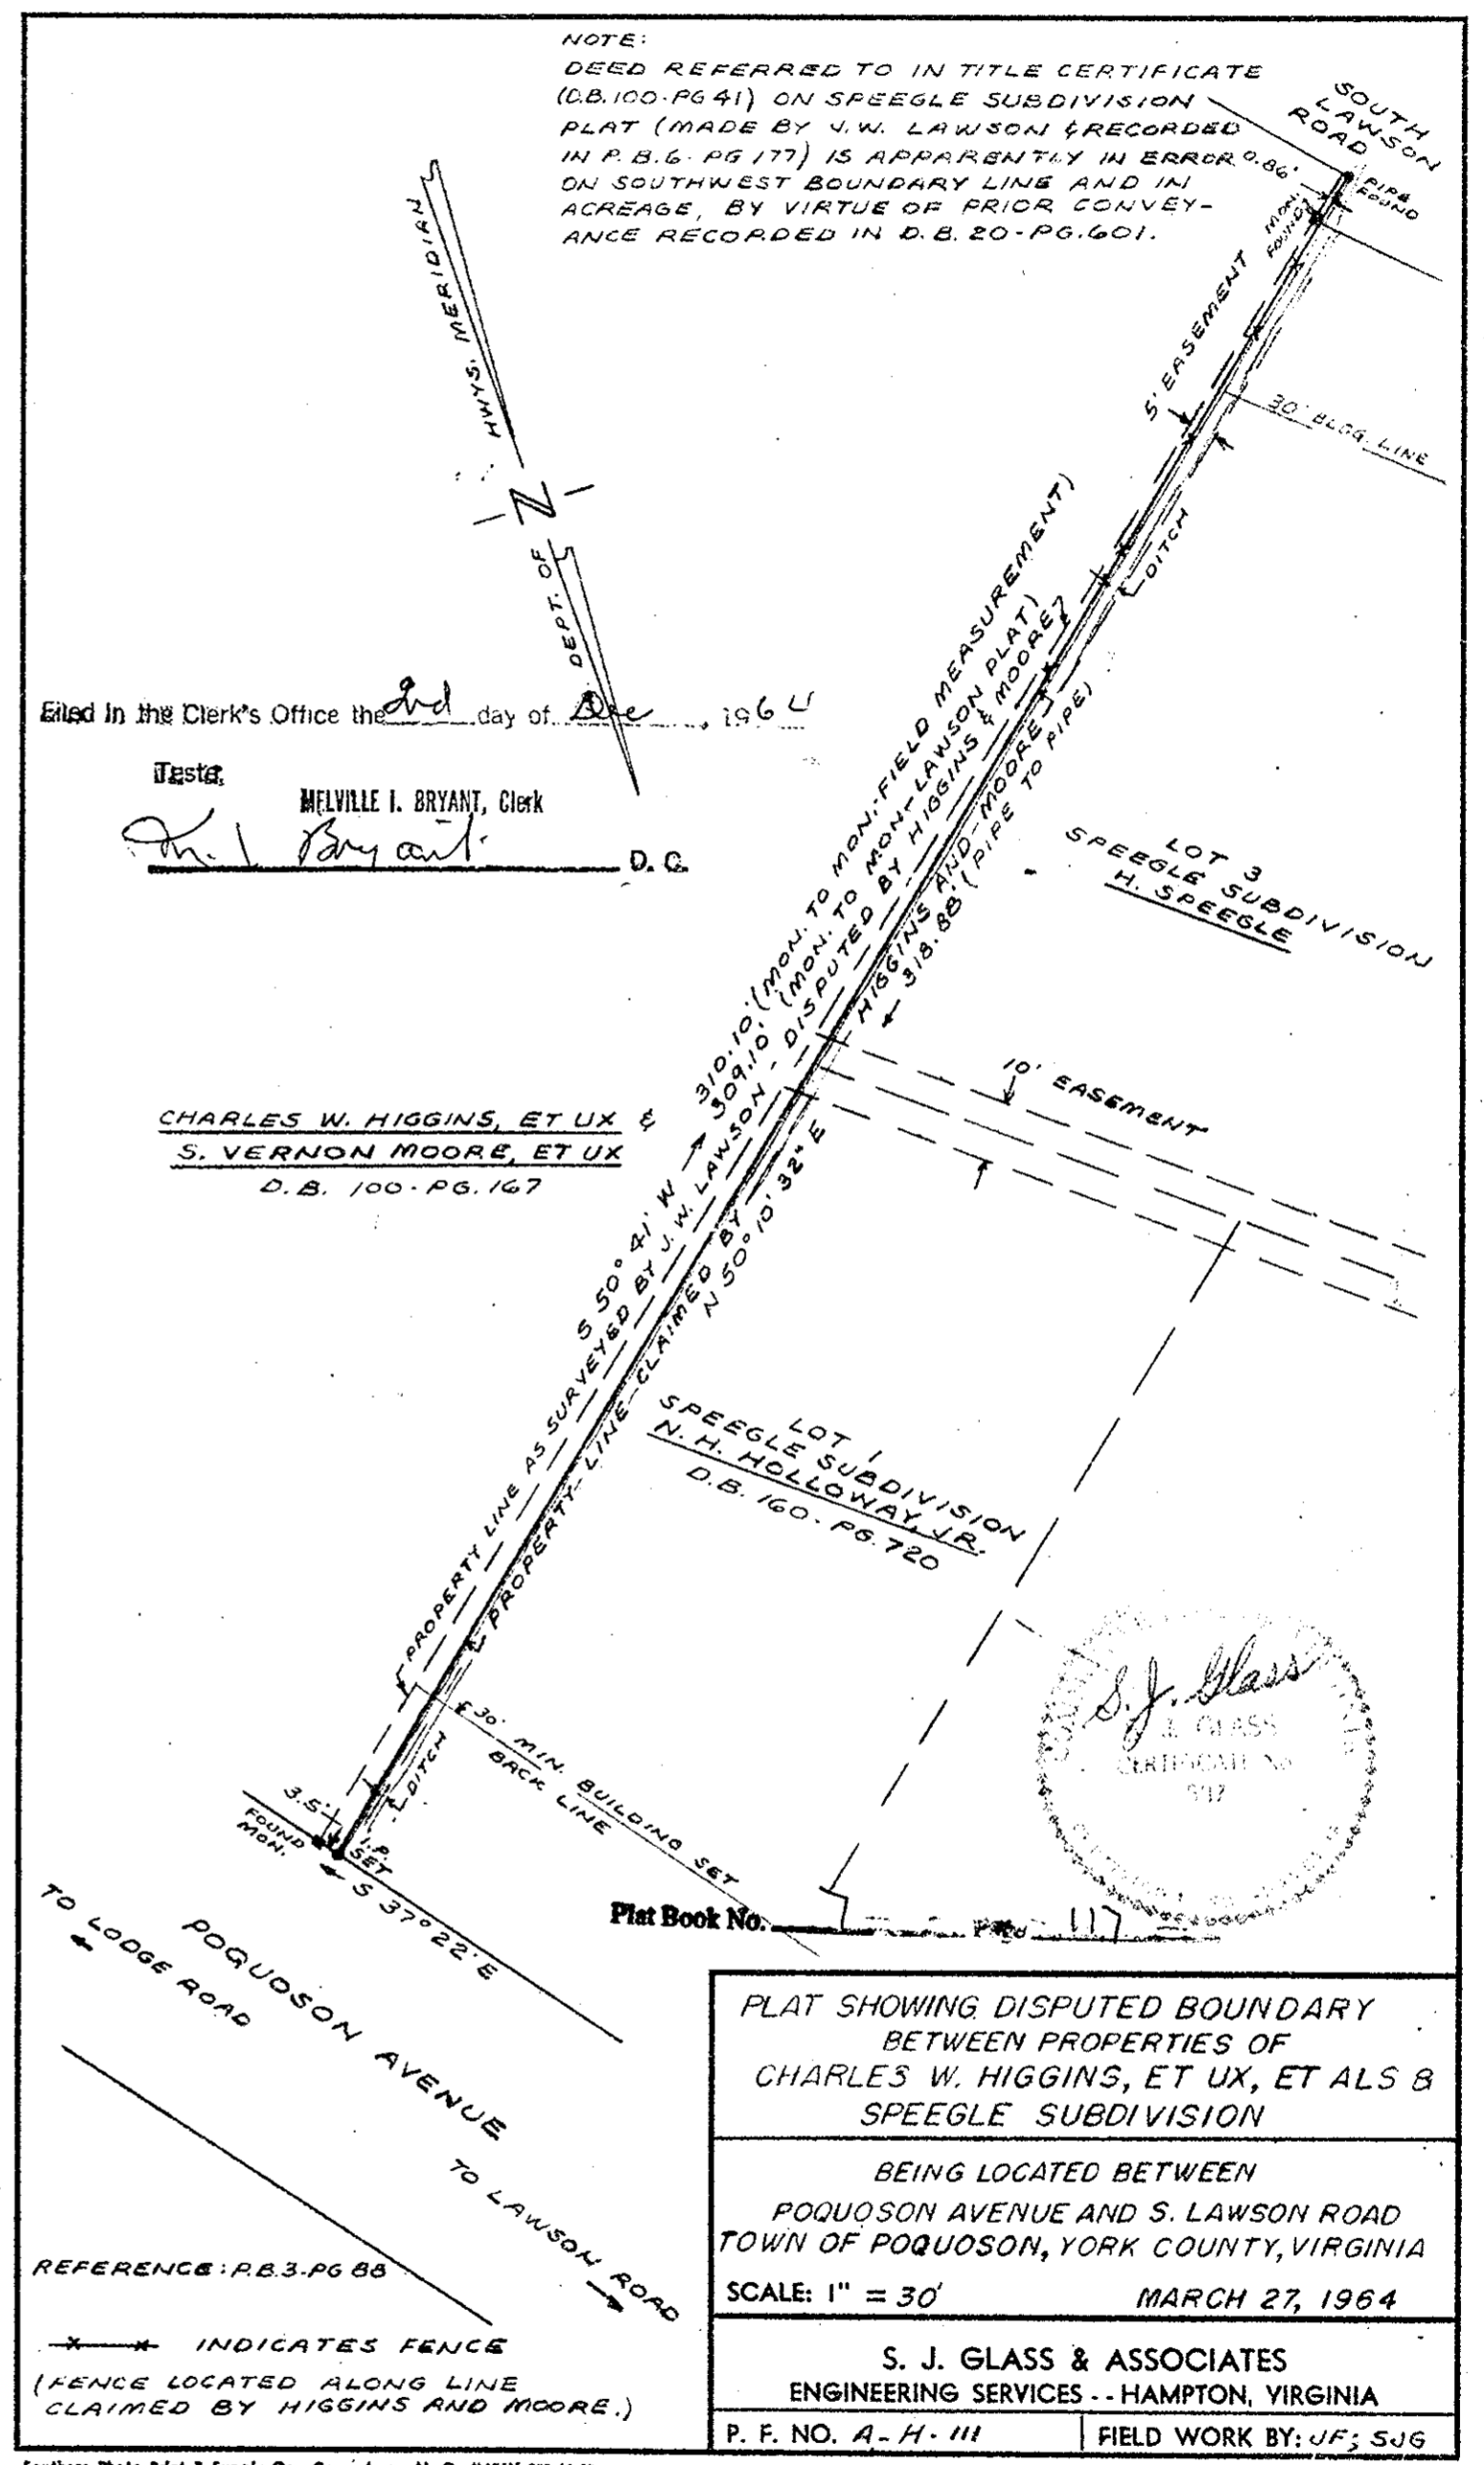 NOTE:
DEED REFERRED TO IN TITLE CERTIFICATE
(D.B. 100-PG 41) ON SPEEGLE SUBDIVISION
PLAT (MADE BY J.W. LAWSON & RECORDED
IN P.B.6-PG 177) IS APPARENTLY IN ERROR
ON SOUTHWEST BOUNDARY LINE AND IN
ACREAGE, BY VIRTUE OF PRIOR CONVEY-
ANCE RECORDED IN D.B. 20-PG.601.
SOUTH
LAWSON
ROAD
0.86'
PIPE
FOUND
MON.
FOUND
5' EASEMENT
30' BLDG. LINE
DITCH
HWYS. MERIDIAN
N
DEPT. OF
Filed in the Clerk's Office the 2nd day of Dec, 1964
Teste,
MELVILLE I. BRYANT, Clerk
M. I. Bryant D. C.
S 50° 41' W 310.10' (MON. TO MON.-FIELD MEASUREMENT)
309.10' (MON. TO MON.-LAWSON PLAT)
PROPERTY LINE AS SURVEYED BY J.W. LAWSON - DISPUTED BY HIGGINS & MOORE
PROPERTY-LINE-CLAIMED BY HIGGINS AND-MOORE
N 50° 10' 32" E
318.88' (PIPE TO PIPE)
LOT 3
SPEEGLE SUBDIVISION
H. SPEEGLE
10' EASEMENT
CHARLES W. HIGGINS, ET UX &
S. VERNON MOORE, ET UX
D.B. 100-PG.167
LOT 1
SPEEGLE SUBDIVISION
N. H. HOLLOWAY, JR.
D.B. 160-PG.720
S. J. Glass
S. J. GLASS
CERTIFICATE No.
597
30' MIN. BUILDING SET
BACK LINE
DITCH
3.5'
FOUND
MON.
I.P.
SET
S 37° 22' E
Plat Book No. 7 Page 117
TO LODGE ROAD
POQUOSON AVENUE
TO LAWSON ROAD
REFERENCE: P.B.3-PG 88
INDICATES FENCE
(FENCE LOCATED ALONG LINE
CLAIMED BY HIGGINS AND MOORE.)
PLAT SHOWING DISPUTED BOUNDARY
BETWEEN PROPERTIES OF
CHARLES W. HIGGINS, ET UX, ET ALS &
SPEEGLE SUBDIVISION
BEING LOCATED BETWEEN
POQUOSON AVENUE AND S. LAWSON ROAD
TOWN OF POQUOSON, YORK COUNTY, VIRGINIA
SCALE: 1" = 30' MARCH 27, 1964
S. J. GLASS & ASSOCIATES
ENGINEERING SERVICES -- HAMPTON, VIRGINIA
P. F. NO. A-H-111
FIELD WORK BY: JF; SJG